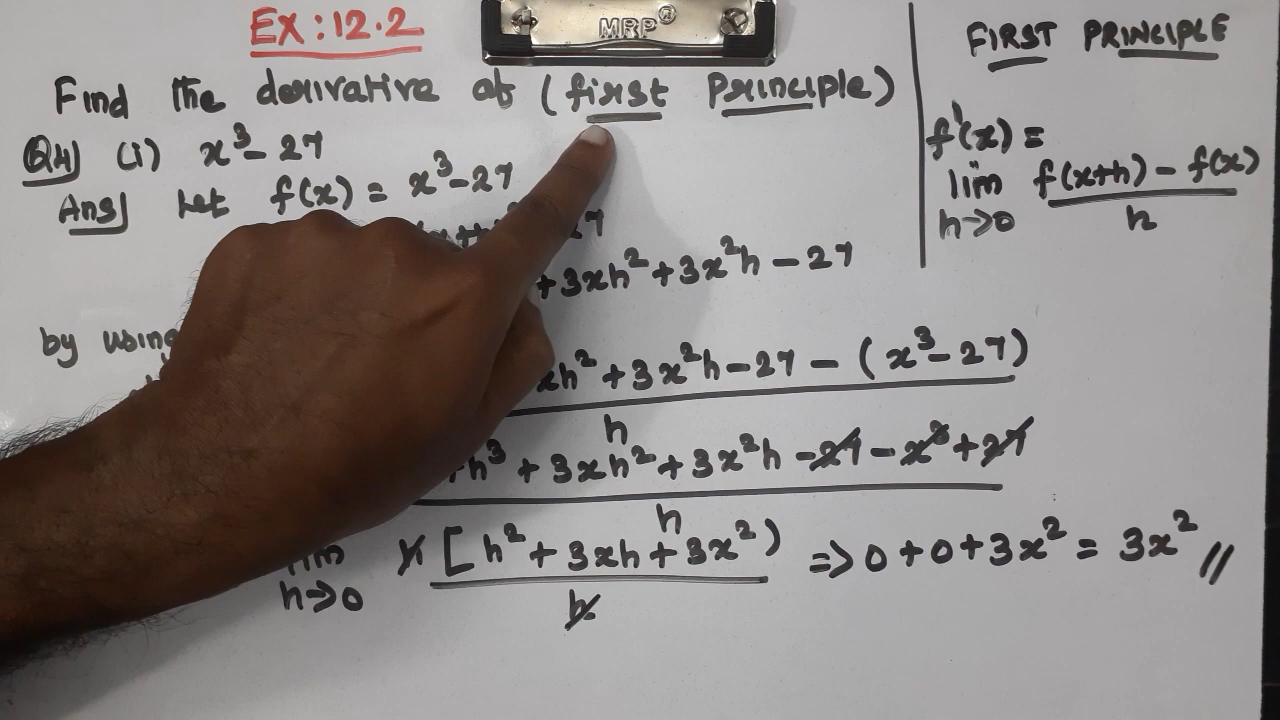 MRP®
EX:12.2
Find the derivative of (first principle)
Q4) (i) x³-27
Ans] Let f(x) = x³-27
27
+3xh²+3x²h-27
by using
xh²+3x²h-27-(x³-27)
h
h³+3xh²+3x²h-27-x³+27
h
lim h[h²+3xh+3x²) => 0+0+3x² = 3x²//
h->0 h
FIRST PRINCIPLE
f'(x) =
lim f(x+h)-f(x)
h->0 h